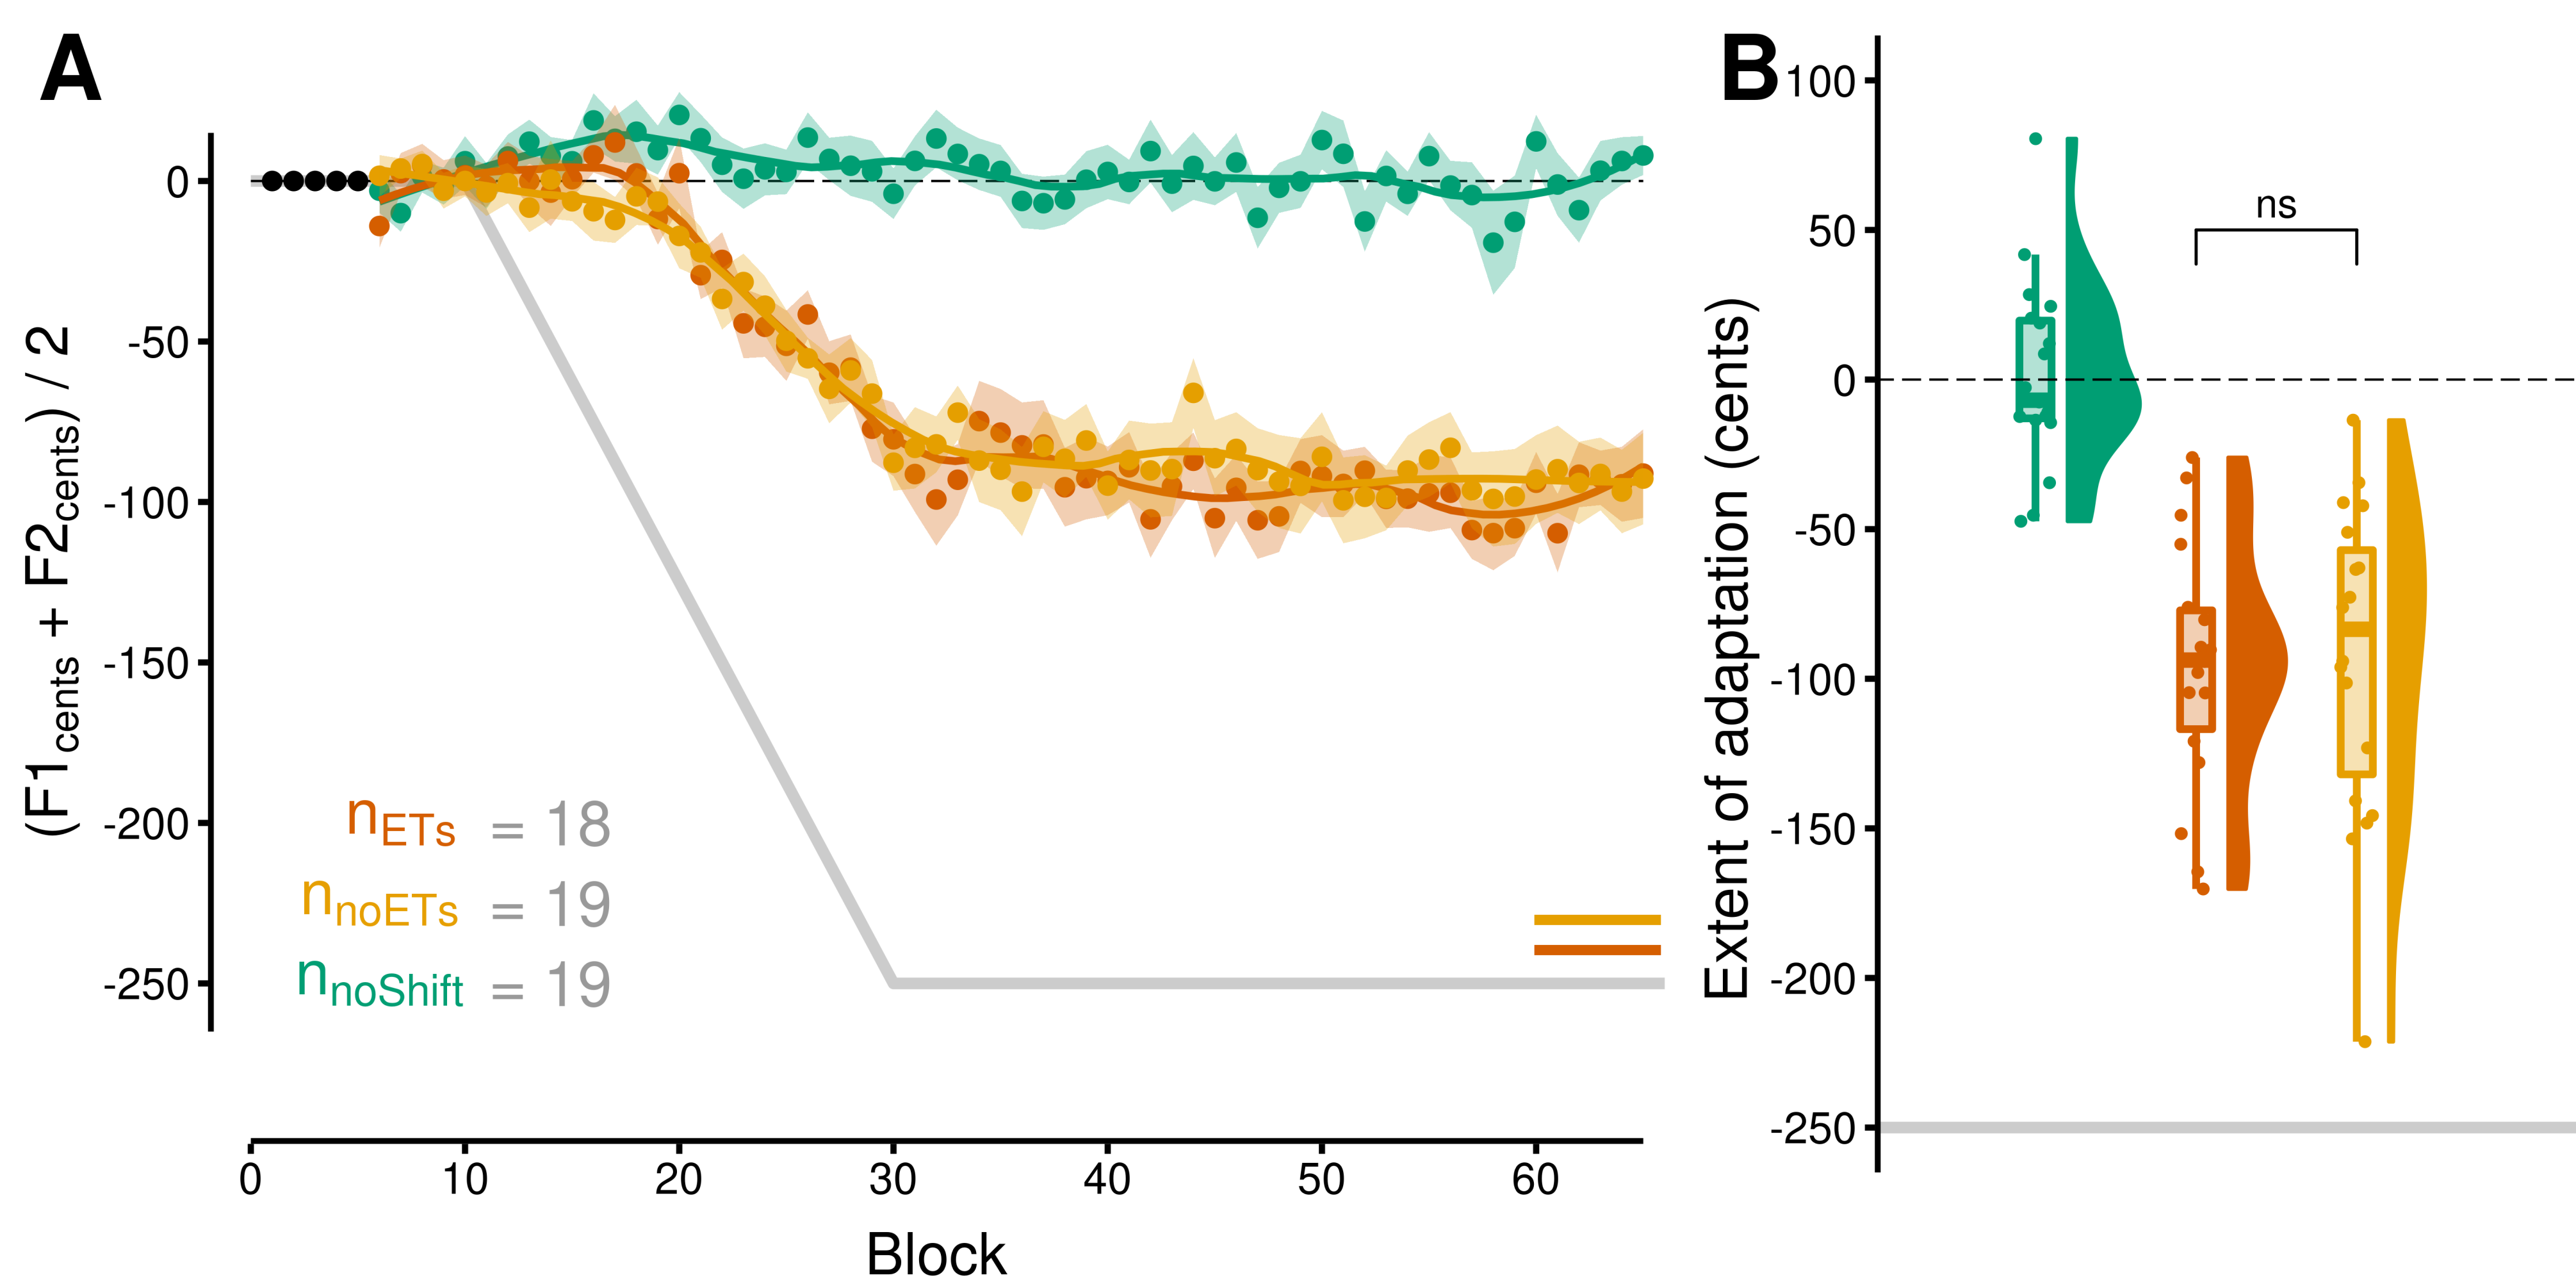 A
(F1cents + F2cents) / 2
0
-50
-100
-150
-200
-250
nETs = 18
nnoETs = 19
nnoShift = 19
0 10 20 30 40 50 60
Block
B
Extent of adaptation (cents)
100
50
0
-50
-100
-150
-200
-250
ns